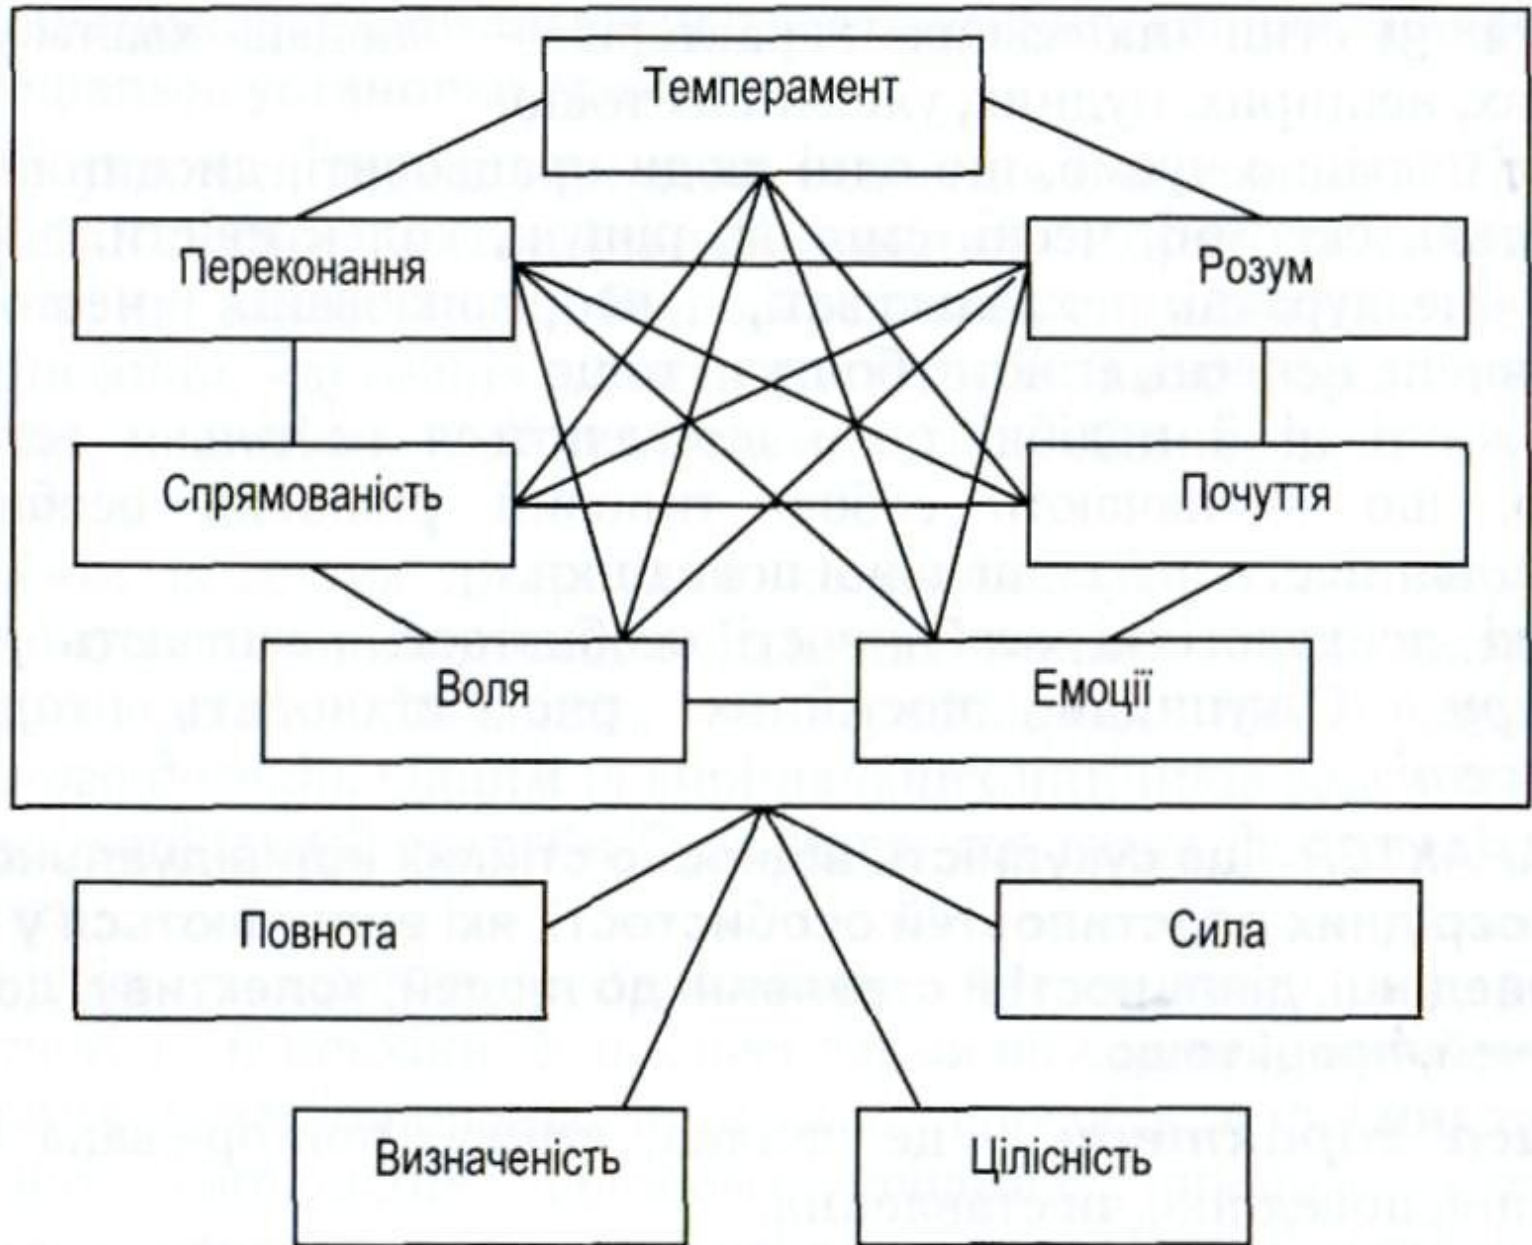 Темперамент
Переконання
Розум
Спрямованість
Почуття
Воля
Емоції
Повнота
Сила
Визначеність
Цілісність